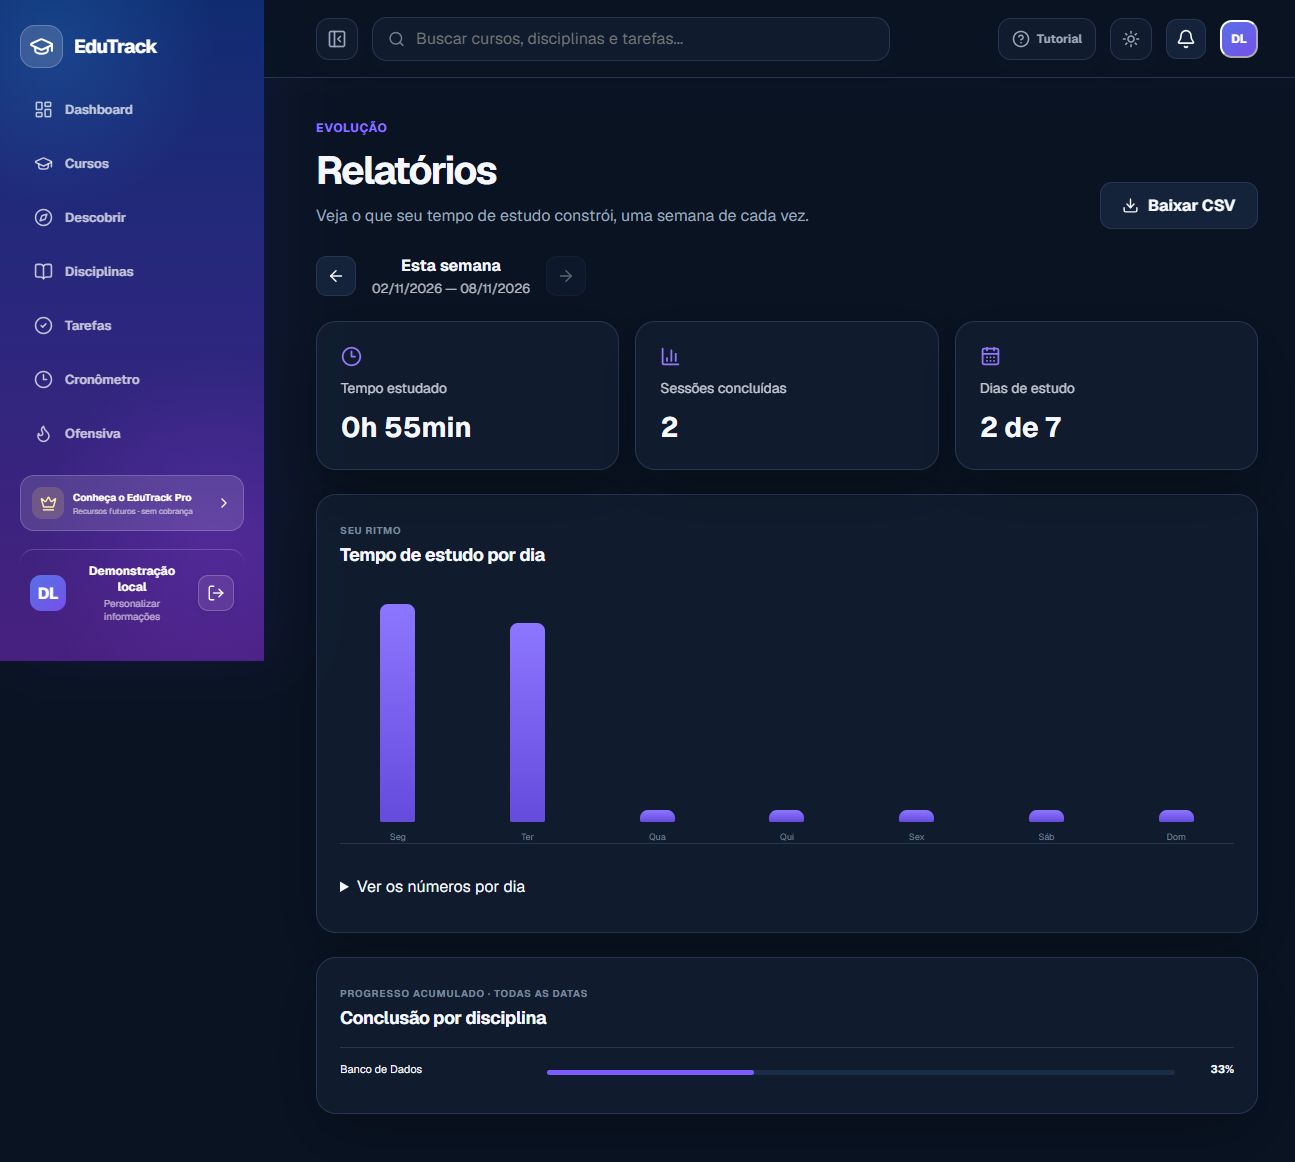 EduTrack
Buscar cursos, disciplinas e tarefas...
Tutorial
DL
Dashboard
Cursos
Descobrir
Disciplinas
Tarefas
Cronômetro
Ofensiva
Conheça o EduTrack Pro
Recursos futuros · sem cobrança
DL
Demonstração
local
Personalizar
informações
EVOLUÇÃO
Relatórios
Veja o que seu tempo de estudo constrói, uma semana de cada vez.
Baixar CSV
Esta semana
02/11/2026 — 08/11/2026
Tempo estudado
0h 55min
Sessões concluídas
2
Dias de estudo
2 de 7
SEU RITMO
Tempo de estudo por dia
Seg
Ter
Qua
Qui
Sex
Sáb
Dom
Ver os números por dia
PROGRESSO ACUMULADO · TODAS AS DATAS
Conclusão por disciplina
Banco de Dados
33%